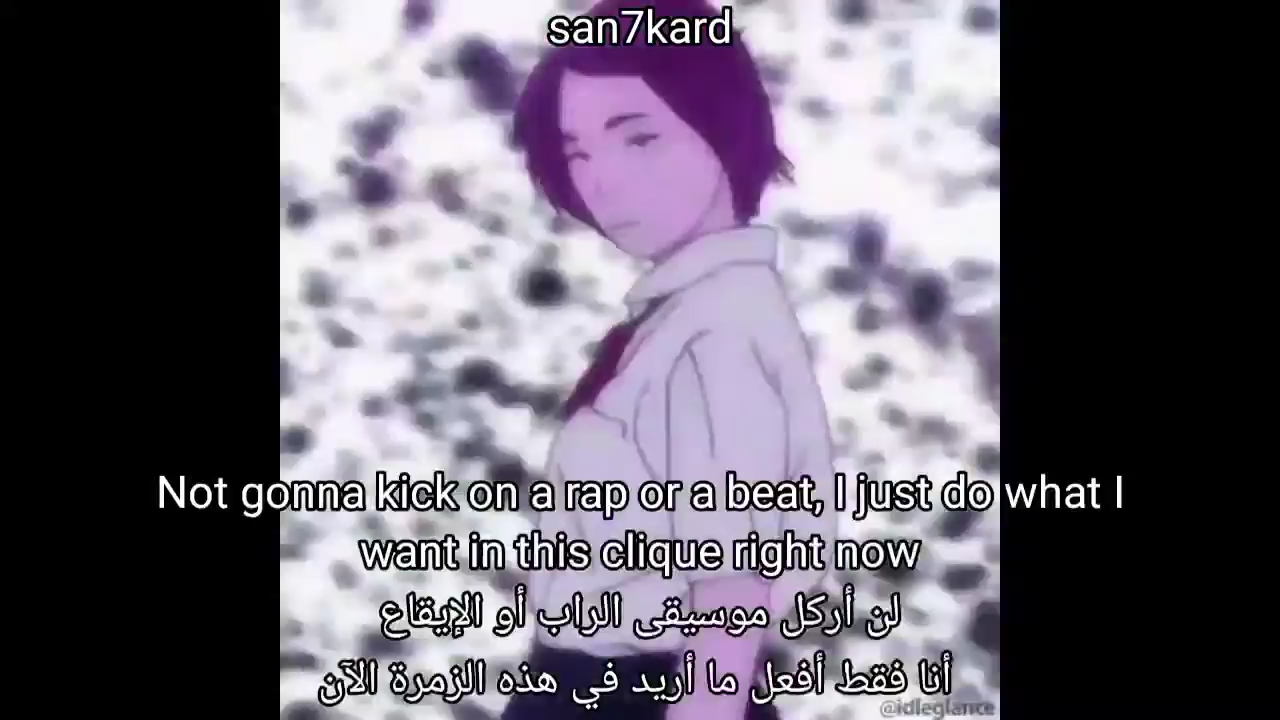 san7kard
Not gonna kick on a rap or a beat, I just do what I
want in this clique right now
لن أركل موسيقى الراب أو الإيقاع
أنا فقط أفعل ما أريد في هذه الزمرة الآن
@idleglance